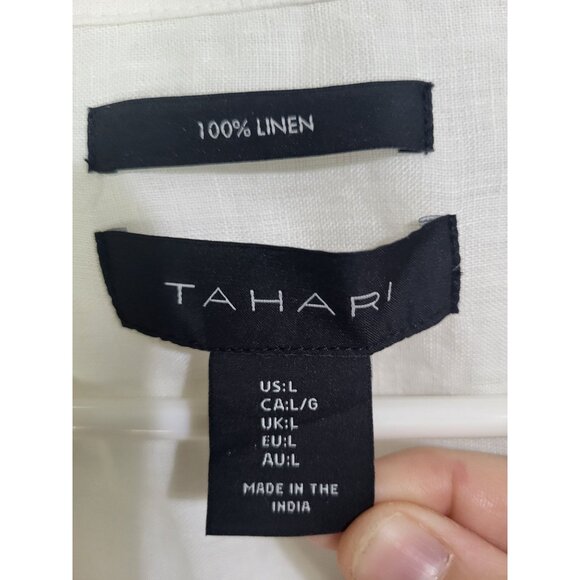 100% LINEN
TAHARI
US:L
CA:L/G
UK:L
EU:L
AU:L
MADE IN THE
INDIA